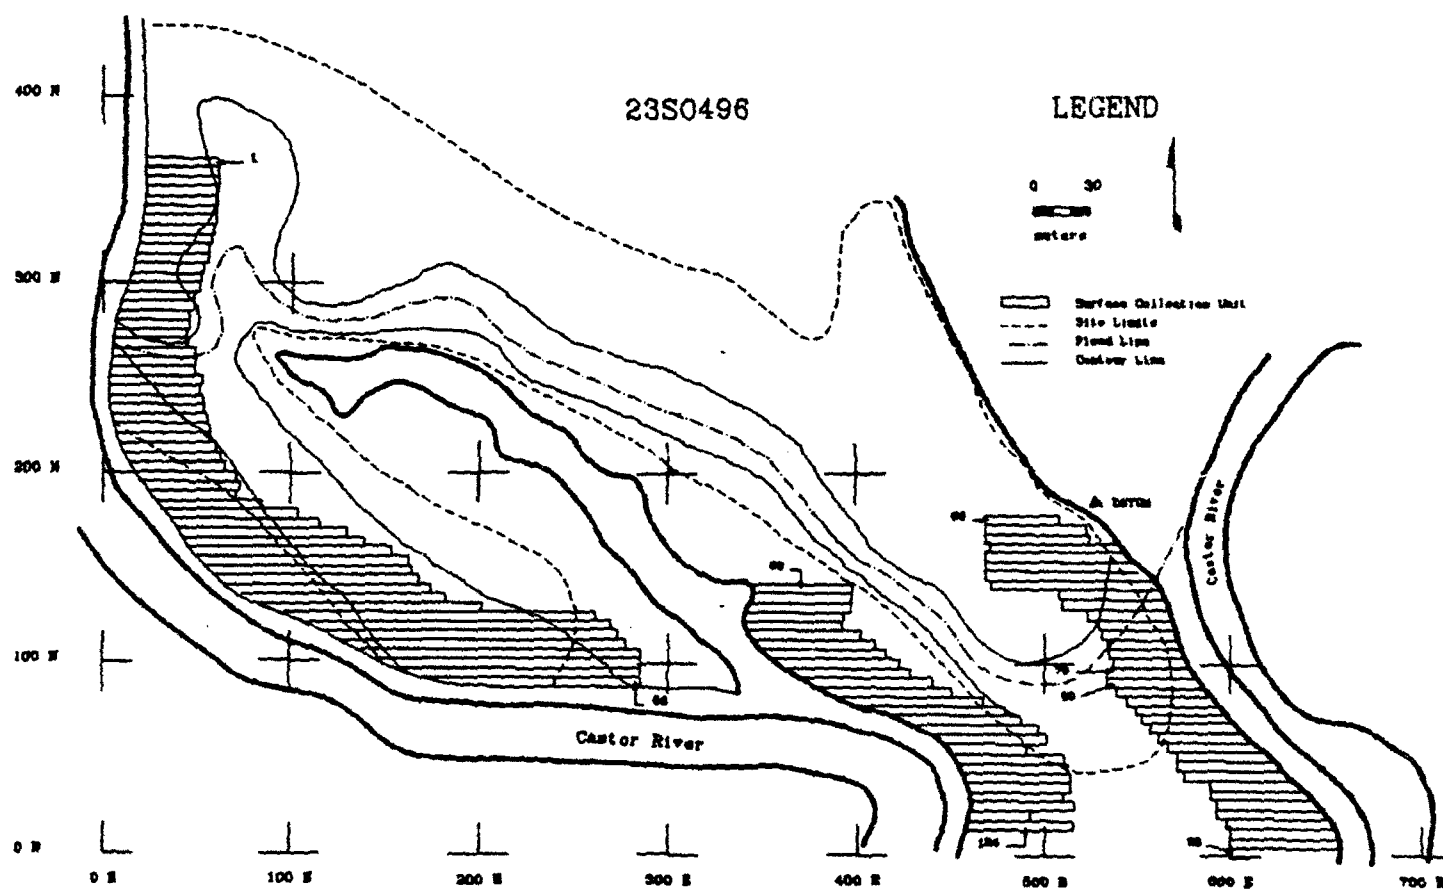 400 N
23SO496
LEGEND
1
0 30
meters
300 N
Surface Collection Unit
Site Limits
Flood Line
Contour Line
200 N
DATUM
Castor River
100 N
Castor River
0 N
0 E
100 E
200 E
300 E
400 E
500 E
600 E
700 E